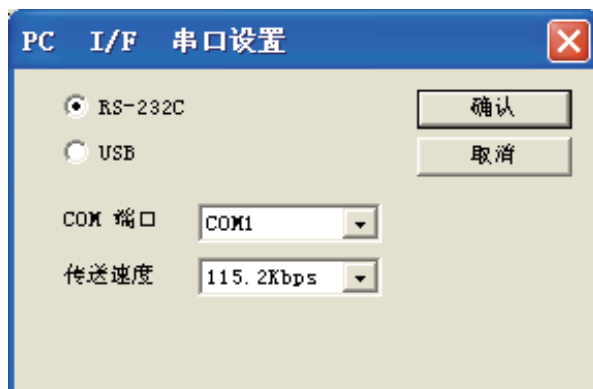 PC I/F 串口设置
RS-232C
确认
USB
取消
COM 端口 COM1
传送速度 115.2Kbps